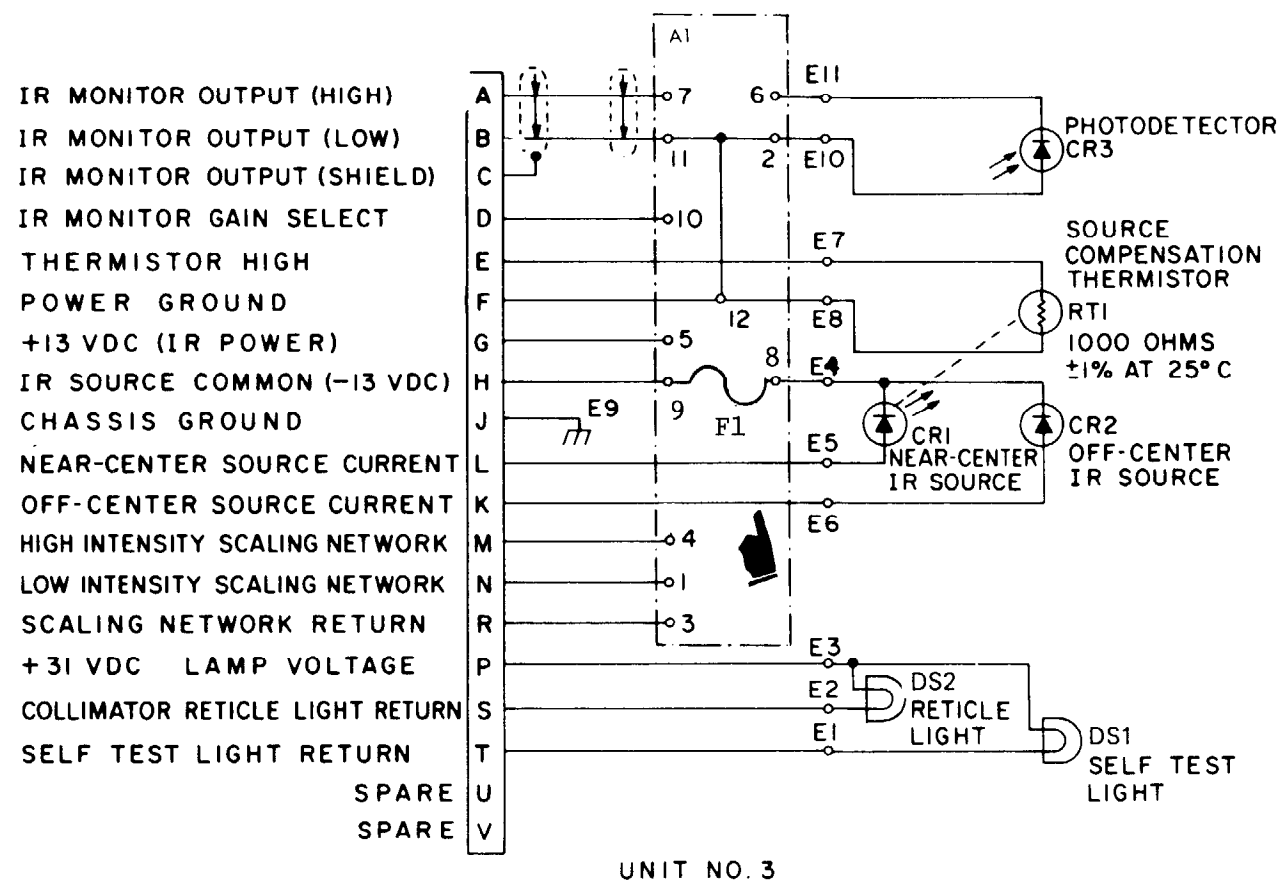 A1
IR MONITOR OUTPUT (HIGH) A 7 6 E11
IR MONITOR OUTPUT (LOW) B 11 2 E10
PHOTODETECTOR
CR3
IR MONITOR OUTPUT (SHIELD) C
IR MONITOR GAIN SELECT D 10
THERMISTOR HIGH E E7
SOURCE
COMPENSATION
THERMISTOR
POWER GROUND F 12 E8
RT1
1000 OHMS
±1% AT 25° C
+13 VDC (IR POWER) G 5
IR SOURCE COMMON (-13 VDC) H 9 F1 8 E4
CHASSIS GROUND J E9
CR1
NEAR-CENTER
IR SOURCE
CR2
OFF-CENTER
IR SOURCE
NEAR-CENTER SOURCE CURRENT L E5
OFF-CENTER SOURCE CURRENT K E6
HIGH INTENSITY SCALING NETWORK M 4
LOW INTENSITY SCALING NETWORK N 1
SCALING NETWORK RETURN R 3
+31 VDC LAMP VOLTAGE P E3
COLLIMATOR RETICLE LIGHT RETURN S E2
DS2
RETICLE
LIGHT
SELF TEST LIGHT RETURN T E1
DS1
SELF TEST
LIGHT
SPARE U
SPARE V
UNIT NO. 3